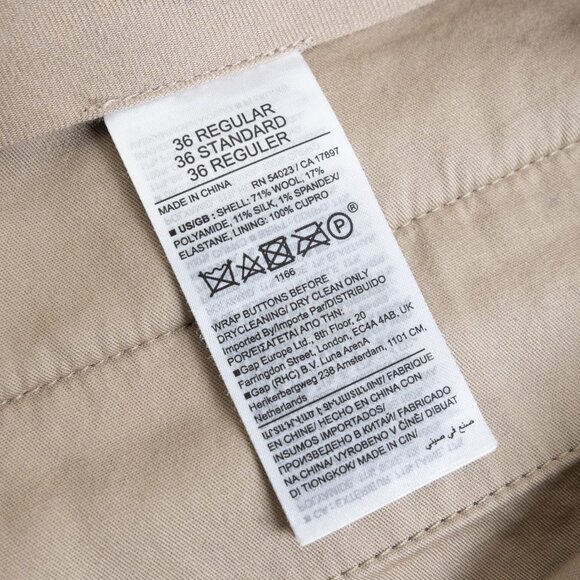 36 REGULAR
36 STANDARD
36 REGULER
MADE IN CHINA RN 54023 / CA 17897
■ US/GB : SHELL: 71% WOOL, 17%
POLYAMIDE, 11% SILK, 1% SPANDEX/
ELASTANE, LINING: 100% CUPRO
P ®
1166
WRAP BUTTONS BEFORE
DRYCLEANING/ DRY CLEAN ONLY
Imported By/Importe Par/DISTRIBUIDO
POR/ΕΙΣΑΓΕΤΑΙ ΑΠΟ ΤΗΝ:
■ Gap Europe Ltd., 8th Floor, 20
Farringdon Street, London, EC4A 4AB, UK
■ Gap (RHC) B.V. Luna ArenA
Herikerbergweg 238 Amsterdam, 1101 CM,
Netherlands
EN CHINE/ HECHO EN CHINA CON
INSUMOS IMPORTADOS/ FABRICADO
ПРОИЗВЕДЕНО В КИТАЙ/
NA CHINA/ VYROBENO V ČÍNĚ/ DIBUAT
DI TIONGKOK/ MADE IN CIN/ صنع في صيني